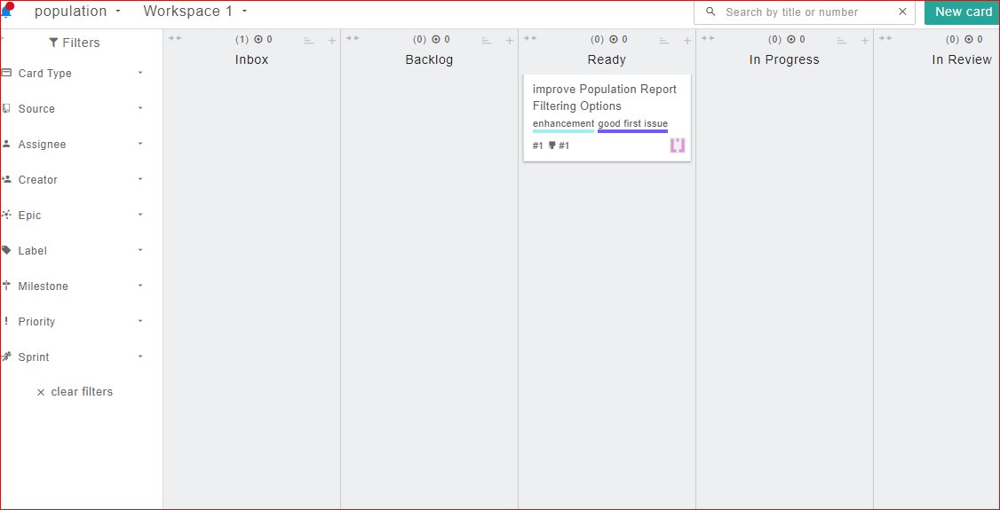 population Workspace 1 Search by title or number New card
Filters
Card Type
Source
Assignee
Creator
Epic
Label
Milestone
Priority
Sprint
clear filters
(1) 0
Inbox
(0) 0
Backlog
(0) 0
Ready
improve Population Report
Filtering Options
enhancement good first issue
#1 #1
(0) 0
In Progress
(0) 0
In Review